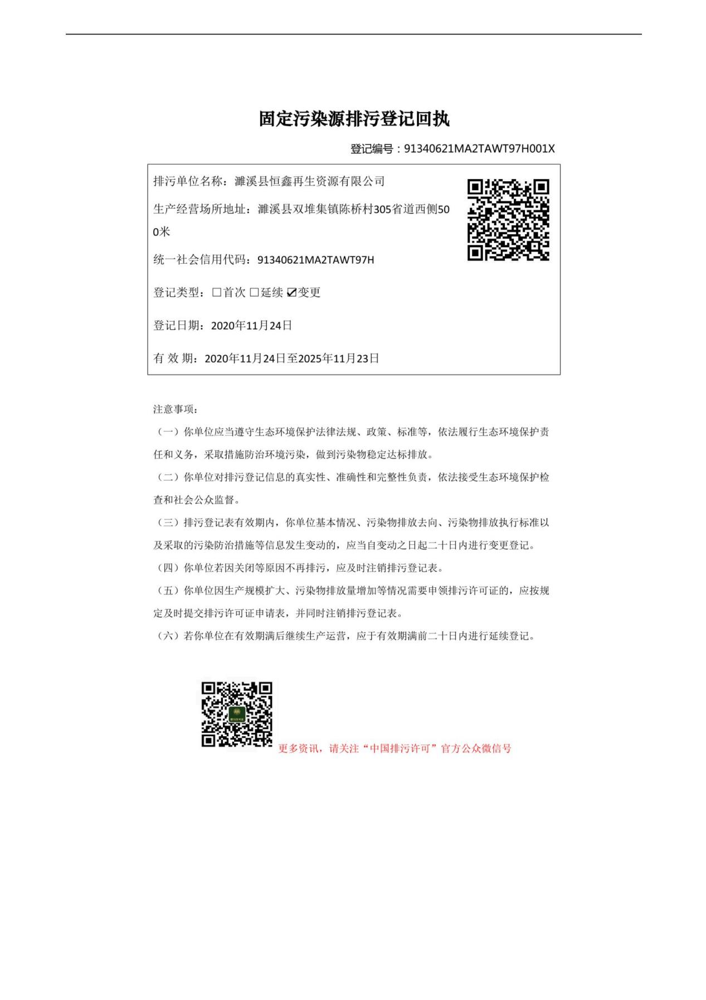 固定污染源排污登记回执
登记编号：91340621MA2TAWT97H001X
排污单位名称：濉溪县恒鑫再生资源有限公司
生产经营场所地址：濉溪县双堆集镇陈桥村305省道西侧50
0米
统一社会信用代码：91340621MA2TAWT97H
登记类型：☐首次 ☐延续 ☑变更
登记日期：2020年11月24日
有 效 期：2020年11月24日至2025年11月23日
注意事项：
（一）你单位应当遵守生态环境保护法律法规、政策、标准等，依法履行生态环境保护责
任和义务，采取措施防治环境污染，做到污染物稳定达标排放。
（二）你单位对排污登记信息的真实性、准确性和完整性负责，依法接受生态环境保护检
查和社会公众监督。
（三）排污登记表有效期内，你单位基本情况、污染物排放去向、污染物排放执行标准以
及采取的污染防治措施等信息发生变动的，应当自变动之日起二十日内进行变更登记。
（四）你单位若因关闭等原因不再排污，应及时注销排污登记表。
（五）你单位因生产规模扩大、污染物排放量增加等情况需要申领排污许可证的，应按规
定及时提交排污许可证申请表，并同时注销排污登记表。
（六）若你单位在有效期满后继续生产运营，应于有效期满前二十日内进行延续登记。
更多资讯，请关注“中国排污许可”官方公众微信号